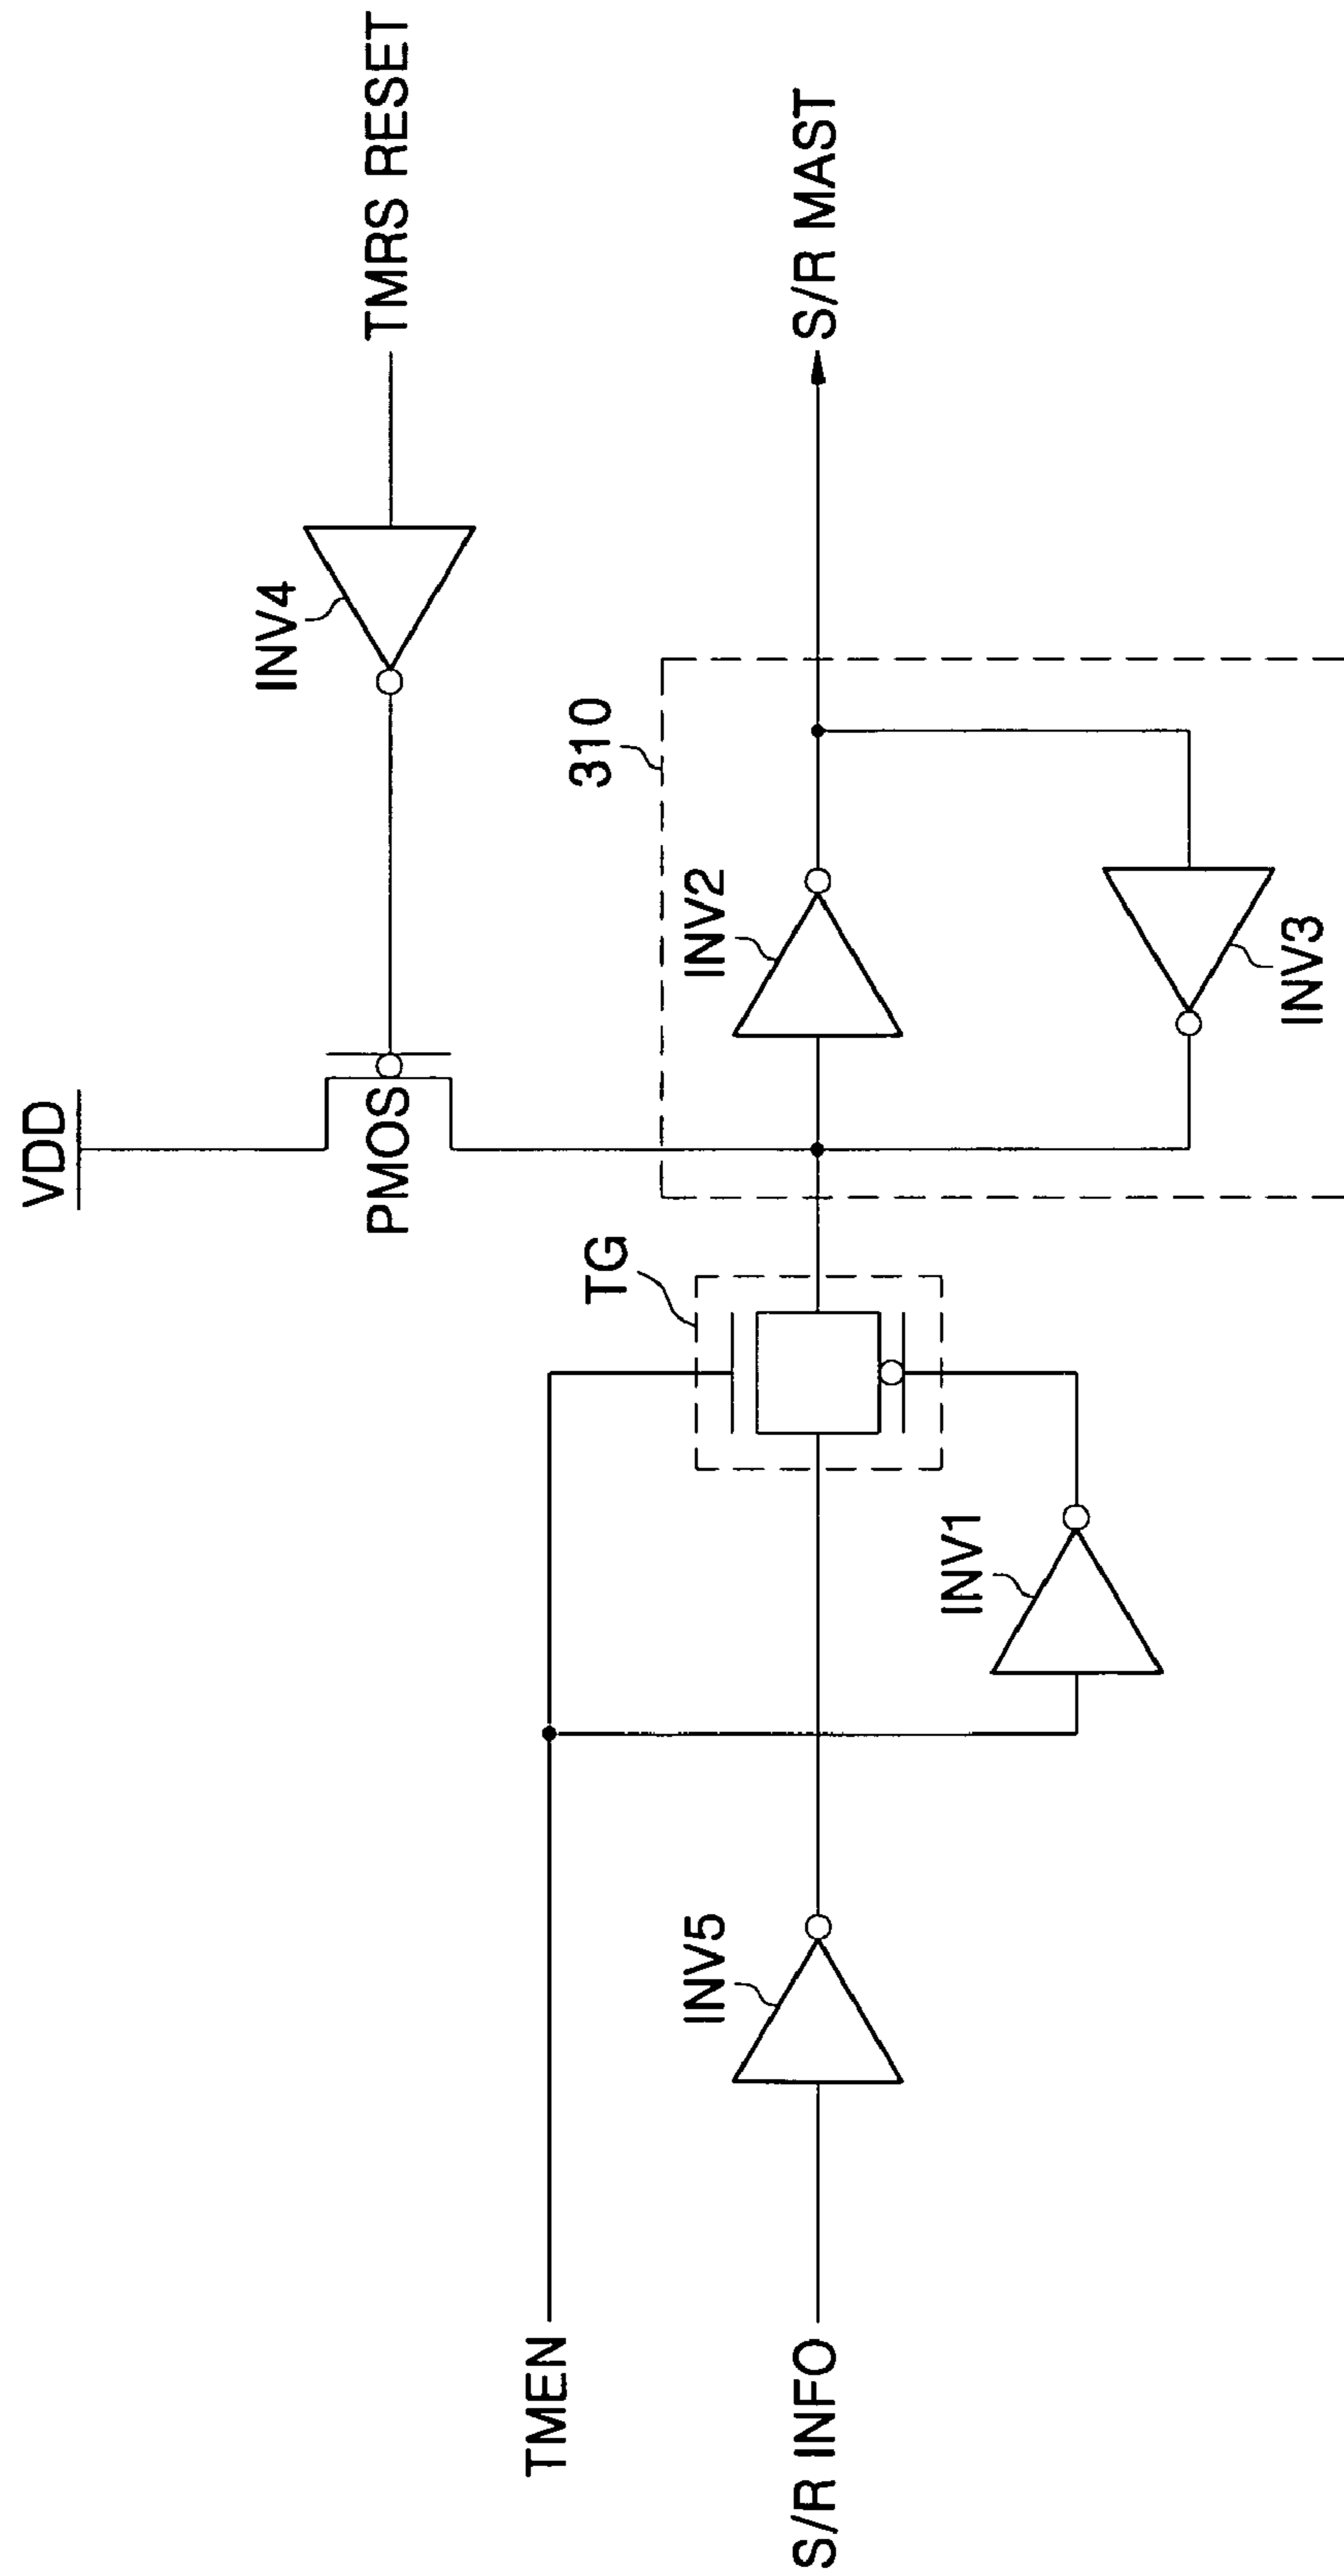 VDD
PMOS
INV4
TMRS RESET
TMEN
TG
310
S/R INFO
INV5
INV2
S/R MAST
INV1
INV3